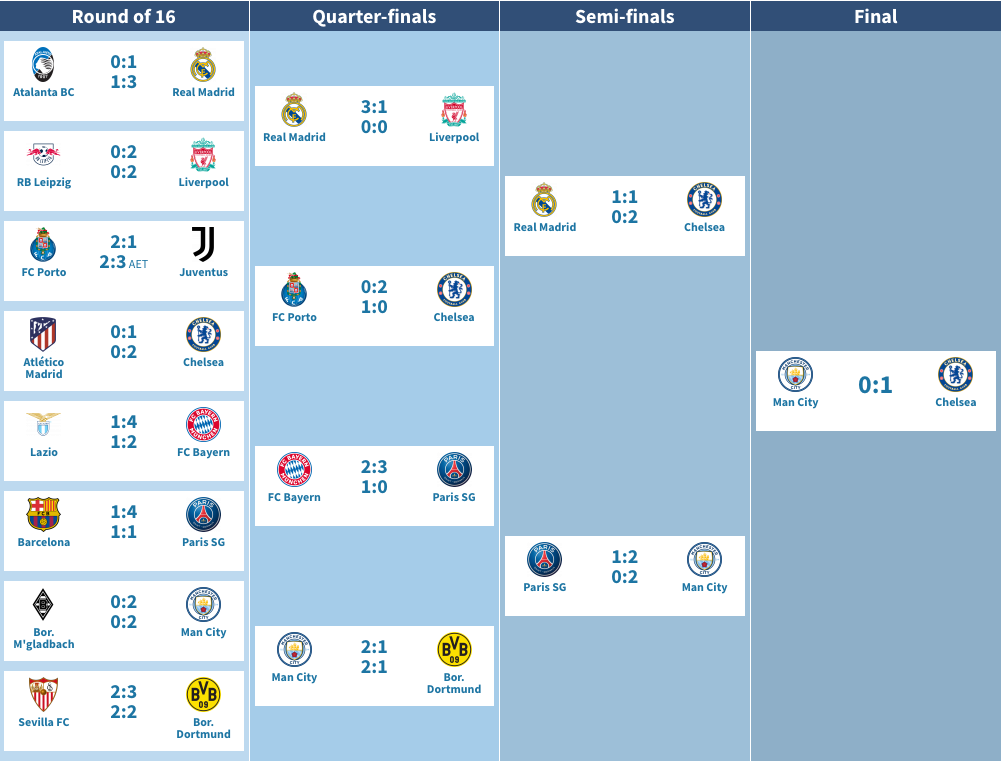 Round of 16
Quarter-finals
Semi-finals
Final
0:1
1:3
Atalanta BC
Real Madrid
0:2
0:2
RB Leipzig
Liverpool
2:1
2:3 AET
FC Porto
Juventus
0:1
0:2
Atlético
Madrid
Chelsea
1:4
1:2
Lazio
FC Bayern
1:4
1:1
Barcelona
Paris SG
0:2
0:2
Bor.
M'gladbach
Man City
2:3
2:2
Sevilla FC
Bor.
Dortmund
3:1
0:0
Real Madrid
Liverpool
0:2
1:0
FC Porto
Chelsea
2:3
1:0
FC Bayern
Paris SG
2:1
2:1
Man City
Bor.
Dortmund
1:1
0:2
Real Madrid
Chelsea
1:2
0:2
Paris SG
Man City
0:1
Man City
Chelsea